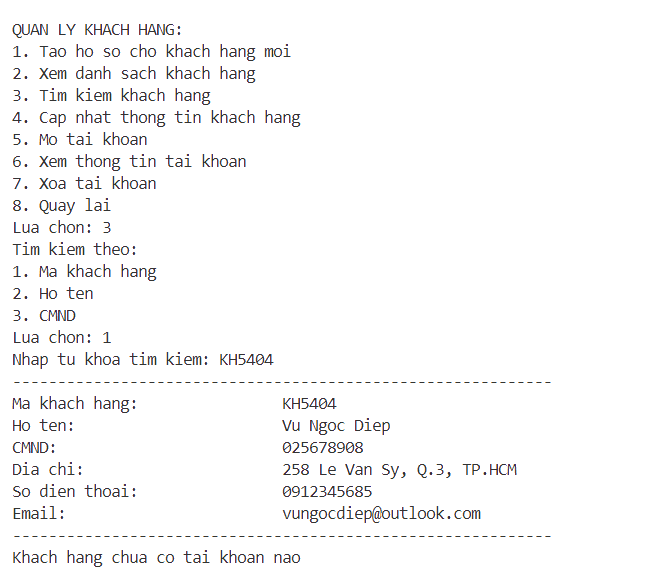 QUAN LY KHACH HANG:
1. Tao ho so cho khach hang moi
2. Xem danh sach khach hang
3. Tim kiem khach hang
4. Cap nhat thong tin khach hang
5. Mo tai khoan
6. Xem thong tin tai khoan
7. Xoa tai khoan
8. Quay lai
Lua chon: 3
Tim kiem theo:
1. Ma khach hang
2. Ho ten
3. CMND
Lua chon: 1
Nhap tu khoa tim kiem: KH5404
------------------------------------------------------------
Ma khach hang: KH5404
Ho ten: Vu Ngoc Diep
CMND: 025678908
Dia chi: 258 Le Van Sy, Q.3, TP.HCM
So dien thoai: 0912345685
Email: vungocdiep@outlook.com
------------------------------------------------------------
Khach hang chua co tai khoan nao